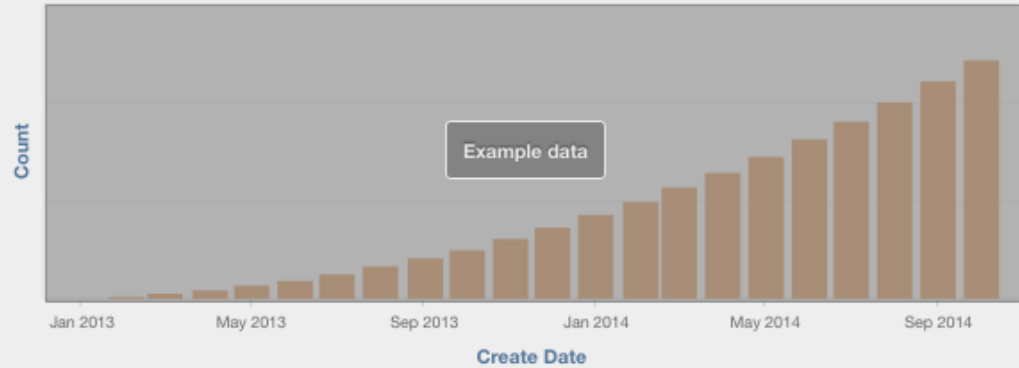 Count
Example data
Jan 2013
May 2013
Sep 2013
Jan 2014
May 2014
Sep 2014
Create Date